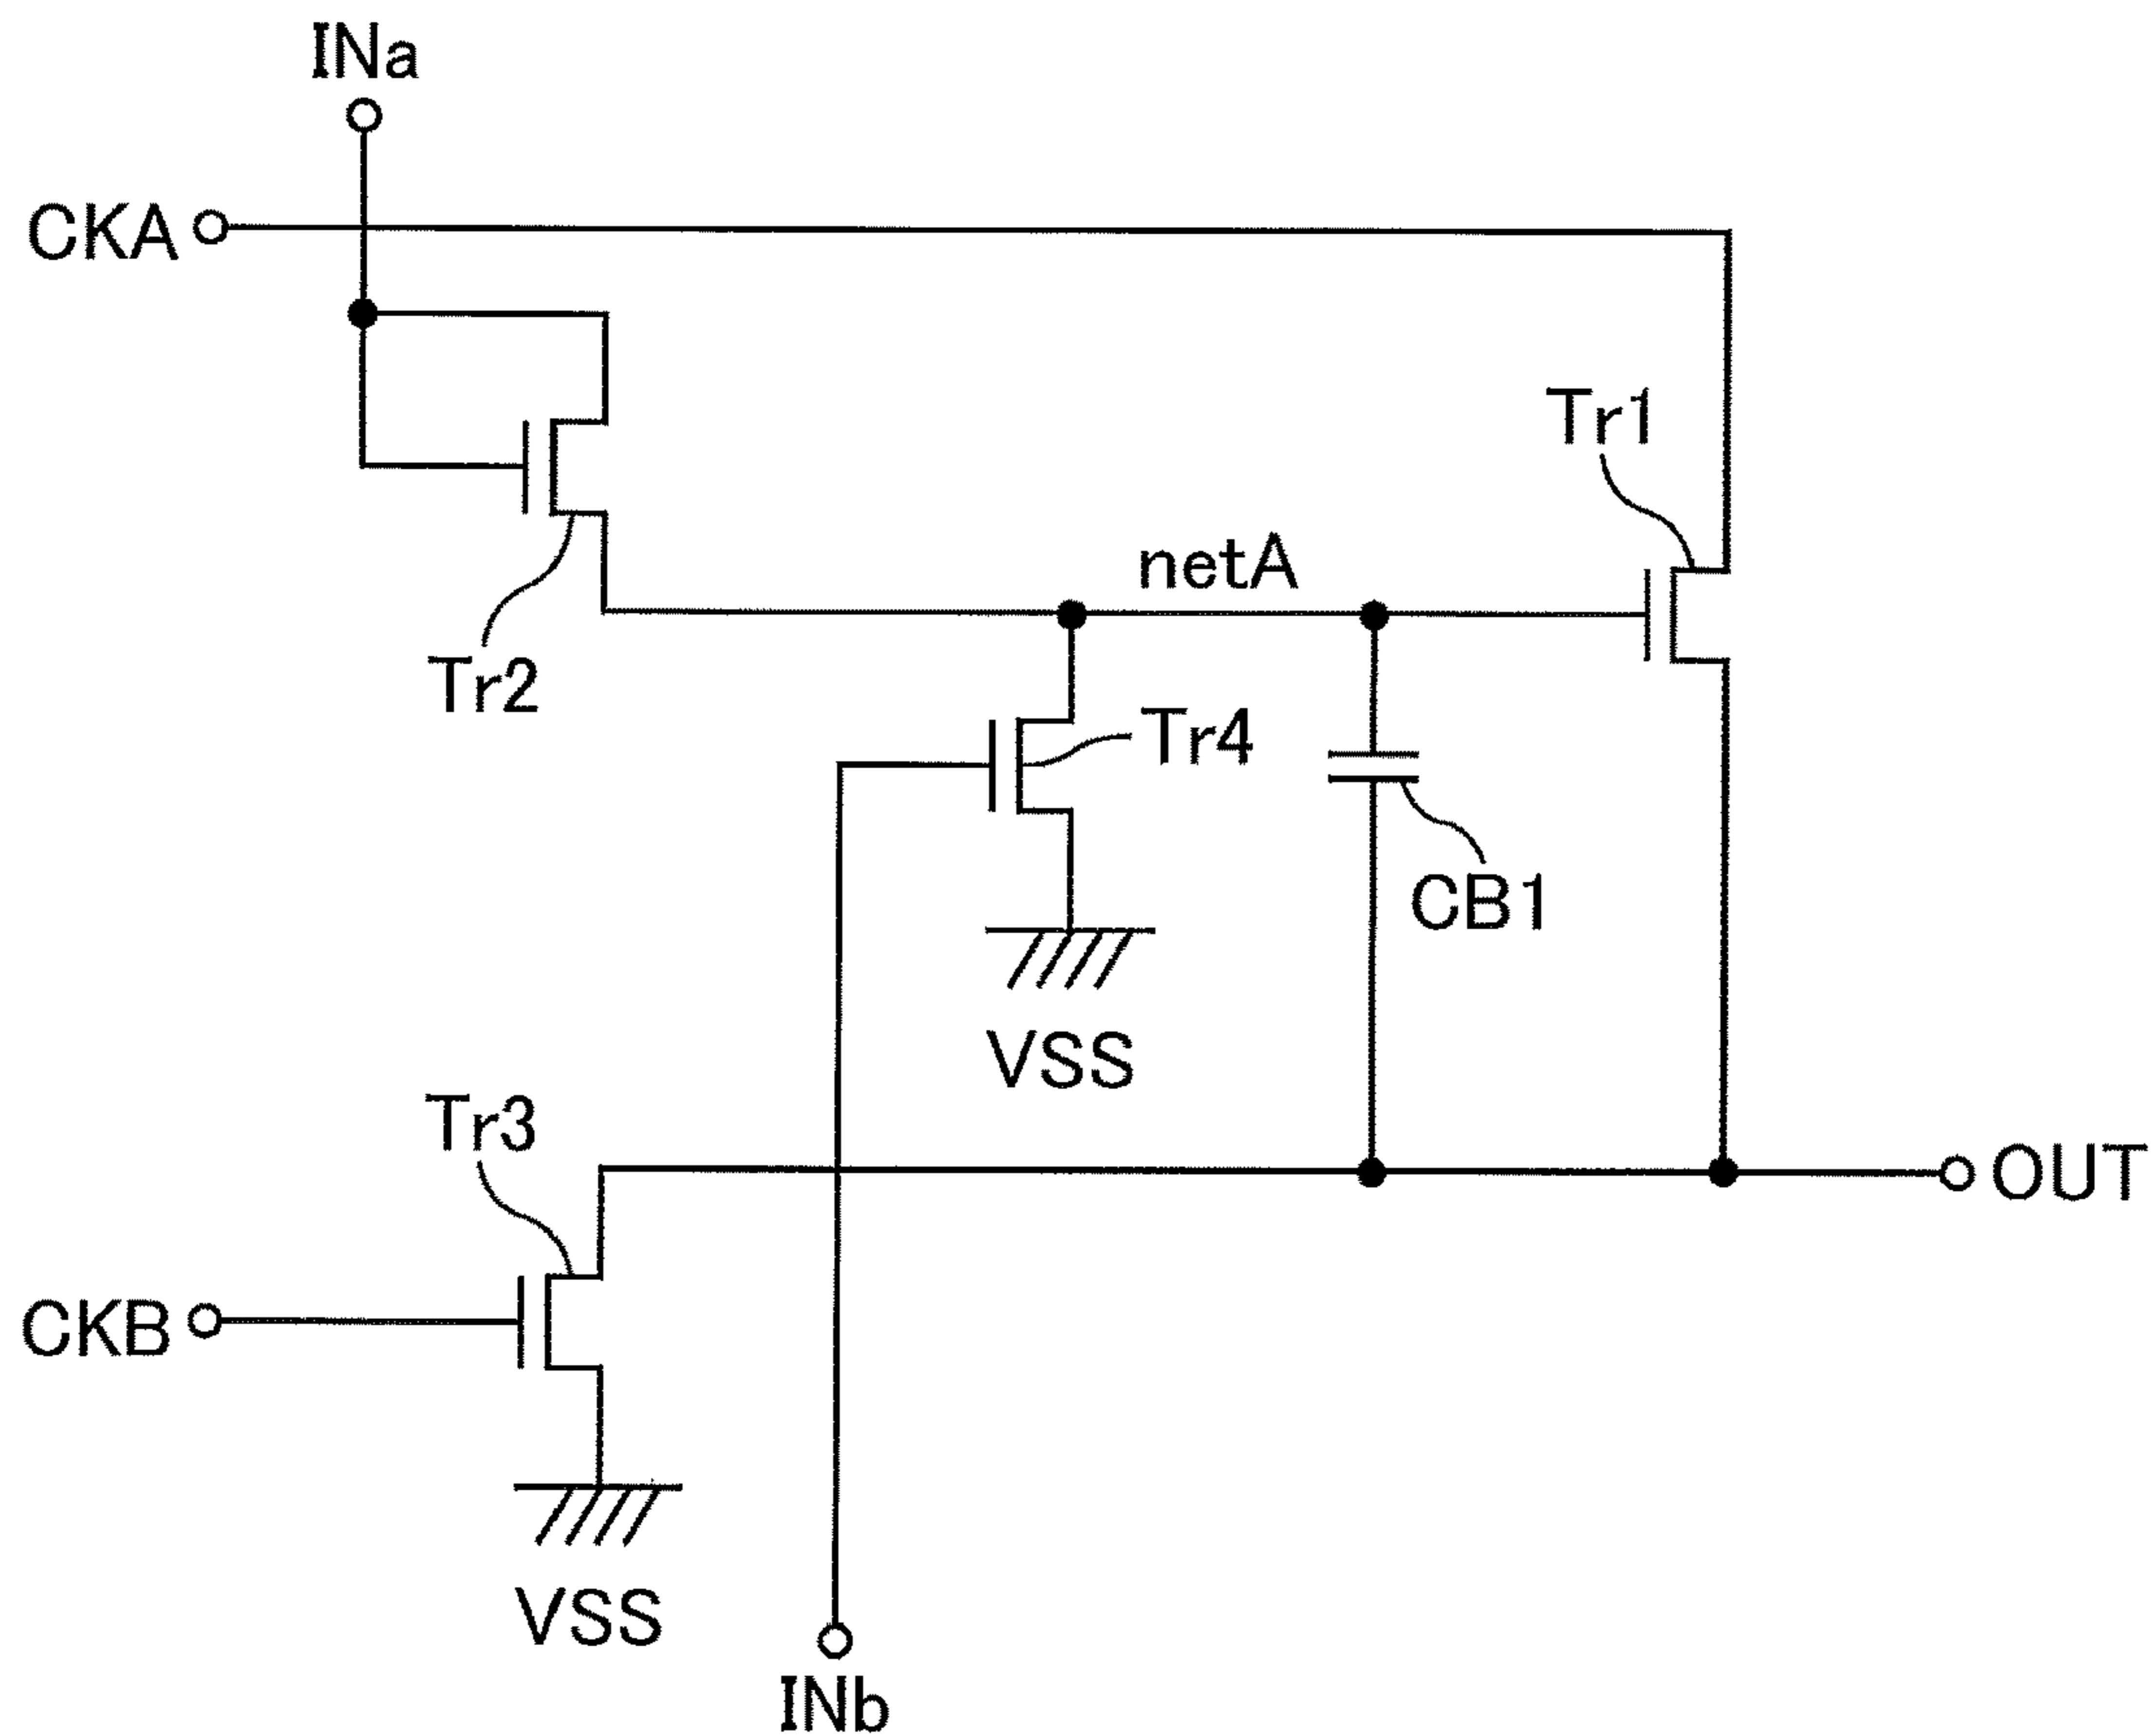 INa
CKA
Tr1
netA
Tr2
Tr4
CB1
VSS
Tr3
OUT
CKB
VSS
INb